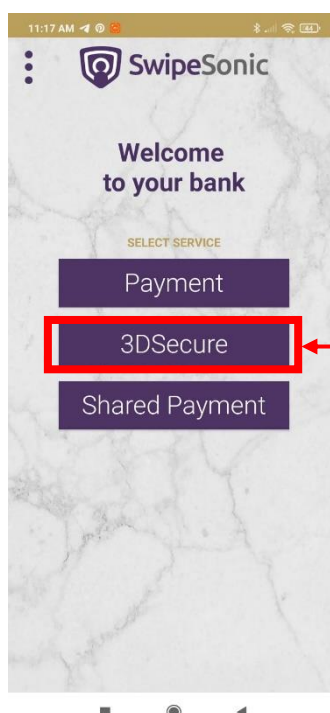 11:17 AM
SwipeSonic
Welcome
to your bank
SELECT SERVICE
Payment
3DSecure
Shared Payment